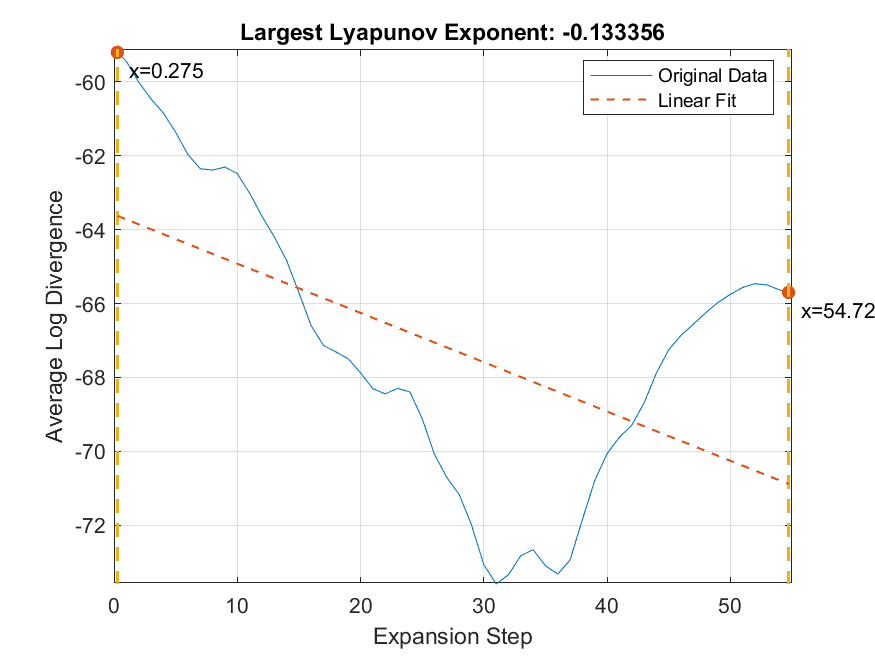 Largest Lyapunov Exponent: -0.133356
x=0.275
Original Data
Linear Fit
x=54.72
-60
-62
-64
-66
-68
-70
-72
Average Log Divergence
0 10 20 30 40 50
Expansion Step